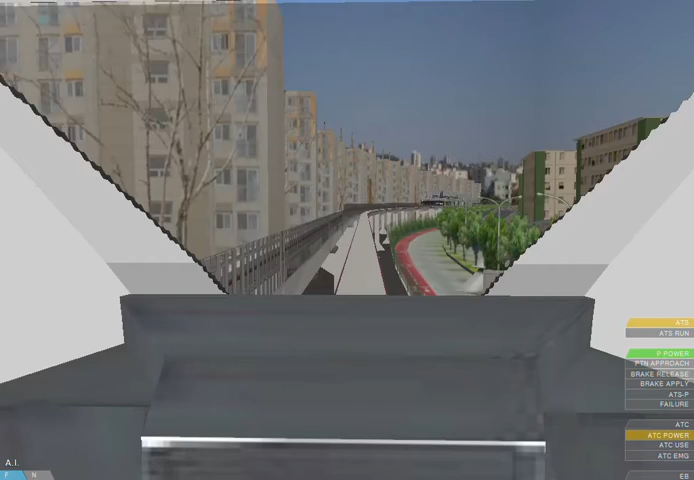 ATS
ATS RUN
P POWER
PTN APPROACH
BRAKE RELEASE
BRAKE APPLY
ATS-P
FAILURE
ATC
ATC POWER
ATC USE
ATC EMG
A.I.
F N
EB